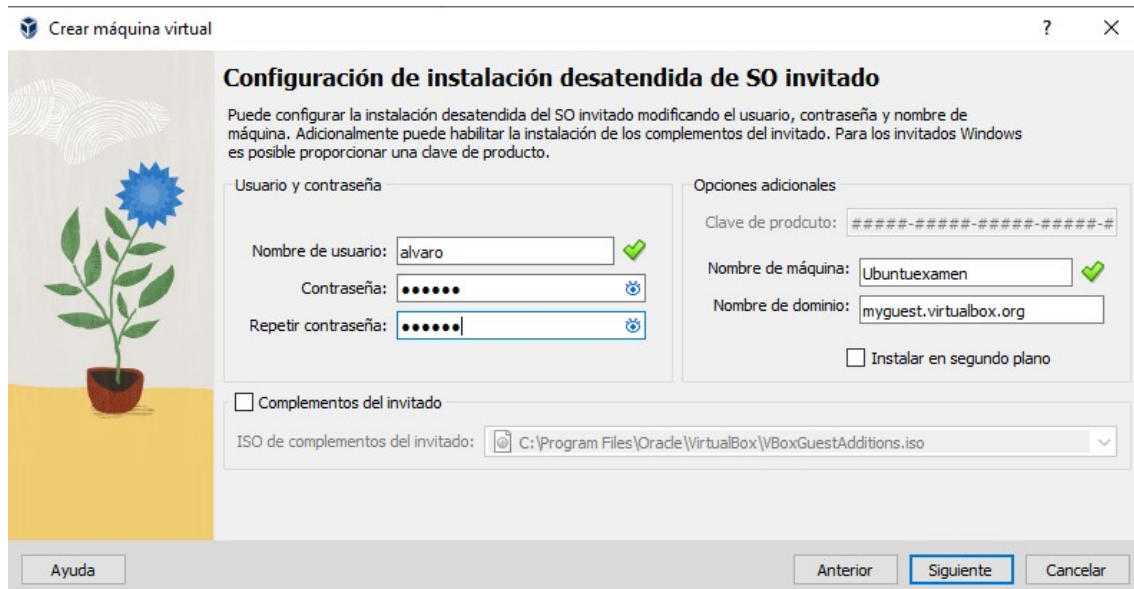 Crear máquina virtual
?
Configuración de instalación desatendida de SO invitado
Puede configurar la instalación desatendida del SO invitado modificando el usuario, contraseña y nombre de
máquina. Adicionalmente puede habilitar la instalación de los complementos del invitado. Para los invitados Windows
es posible proporcionar una clave de producto.
Usuario y contraseña
Nombre de usuario: alvaro
Contraseña: ●●●●●●
Repetir contraseña: ●●●●●●
Opciones adicionales
Clave de prodcuto: #####-#####-#####-#####-#
Nombre de máquina: Ubuntuexamen
Nombre de dominio: myguest.virtualbox.org
Instalar en segundo plano
Complementos del invitado
ISO de complementos del invitado: C:\Program Files\Oracle\VirtualBox\VBoxGuestAdditions.iso
Ayuda
Anterior
Siguiente
Cancelar